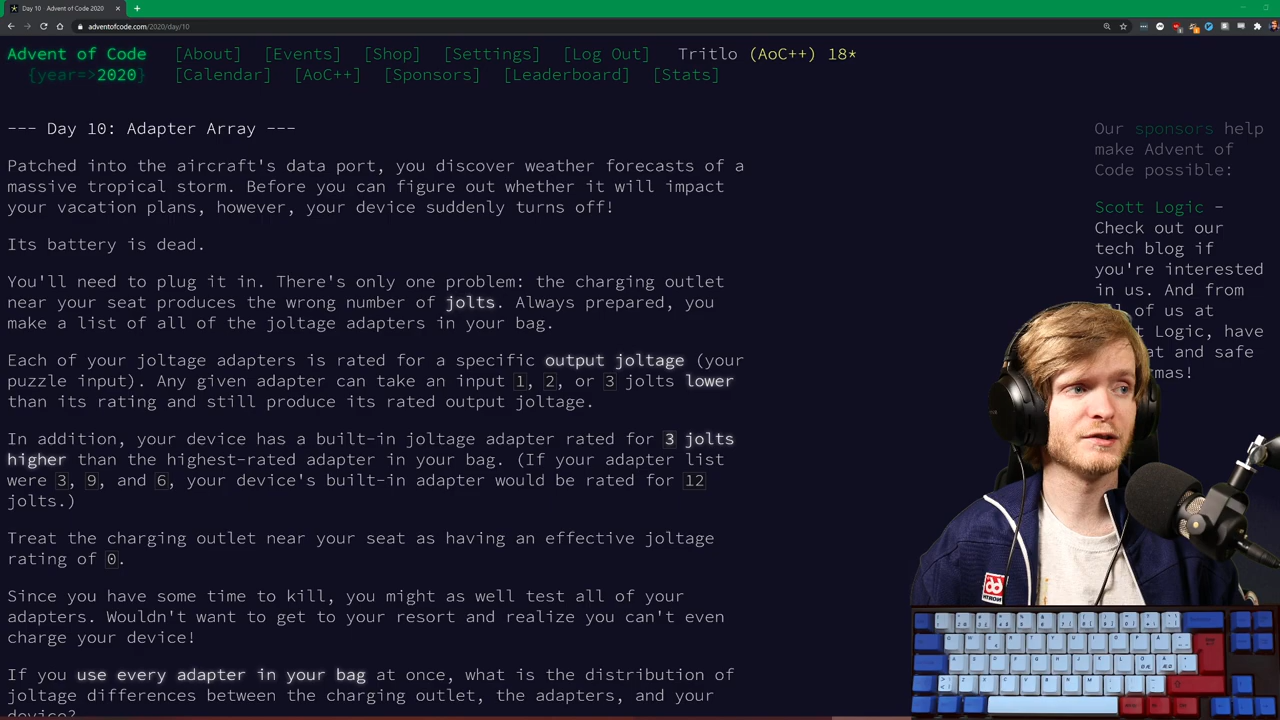 Day 10 - Advent of Code 2020
adventofcode.com/2020/day/10
Advent of Code [About] [Events] [Shop] [Settings] [Log Out] Tritlo (AoC++) 18*
{year=>2020} [Calendar] [AoC++] [Sponsors] [Leaderboard] [Stats]
--- Day 10: Adapter Array ---
Patched into the aircraft's data port, you discover weather forecasts of a
massive tropical storm. Before you can figure out whether it will impact
your vacation plans, however, your device suddenly turns off!
Its battery is dead.
You'll need to plug it in. There's only one problem: the charging outlet
near your seat produces the wrong number of jolts. Always prepared, you
make a list of all of the joltage adapters in your bag.
Each of your joltage adapters is rated for a specific output joltage (your
puzzle input). Any given adapter can take an input 1, 2, or 3 jolts lower
than its rating and still produce its rated output joltage.
In addition, your device has a built-in joltage adapter rated for 3 jolts
higher than the highest-rated adapter in your bag. (If your adapter list
were 3, 9, and 6, your device's built-in adapter would be rated for 12
jolts.)
Treat the charging outlet near your seat as having an effective joltage
rating of 0.
Since you have some time to kill, you might as well test all of your
adapters. Wouldn't want to get to your resort and realize you can't even
charge your device!
If you use every adapter in your bag at once, what is the distribution of
joltage differences between the charging outlet, the adapters, and your
device?
Our sponsors help
make Advent of
Code possible:
Scott Logic -
Check out our
tech blog if
you're interested
in us. And from
of us at
Logic, have
and safe